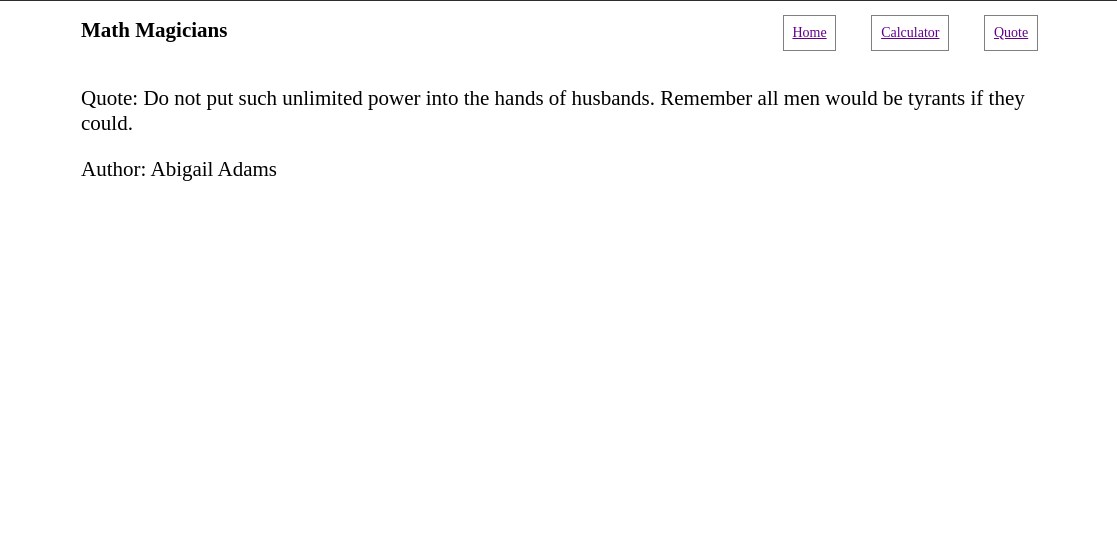 Math Magicians
Home
Calculator
Quote
Quote: Do not put such unlimited power into the hands of husbands. Remember all men would be tyrants if they
could.
Author: Abigail Adams